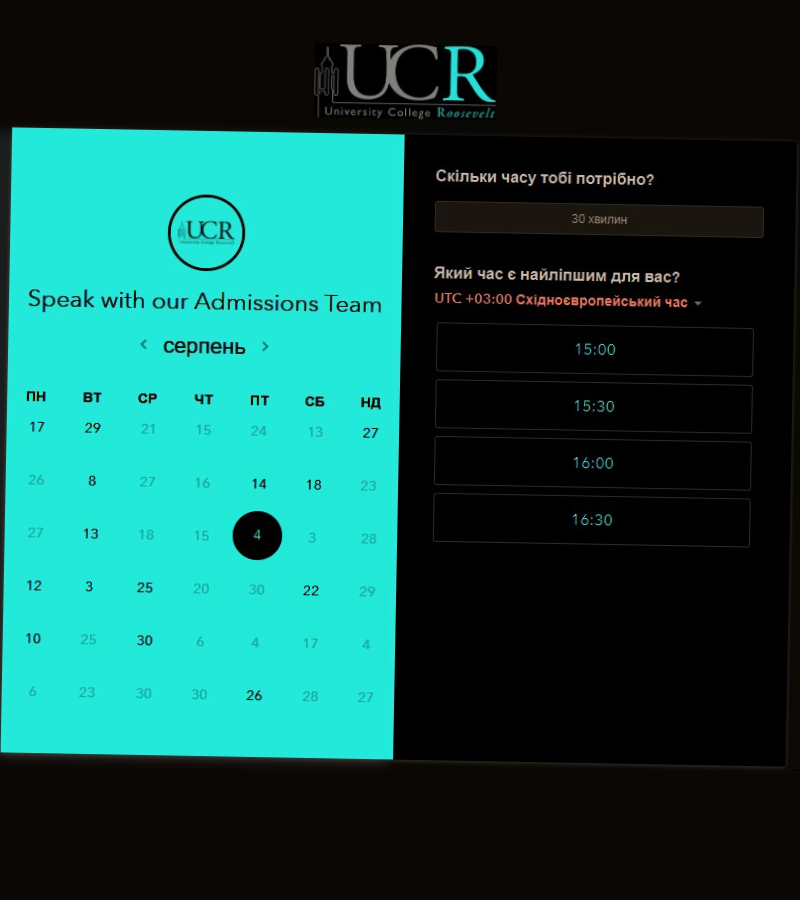 UCR
University College Roosevelt
UCR
University College Roosevelt
Speak with our Admissions Team
серпень
ПН ВТ СР ЧТ ПТ СБ НД
17 29 21 15 24 13 27
26 8 27 16 14 18 23
27 13 18 15 4 3 28
12 3 25 20 30 22 29
10 25 30 6 4 17 4
6 23 30 30 26 28 27
Скільки часу тобі потрібно?
30 хвилин
Який час є найліпшим для вас?
UTC +03:00 Східноєвропейський час
15:00
15:30
16:00
16:30